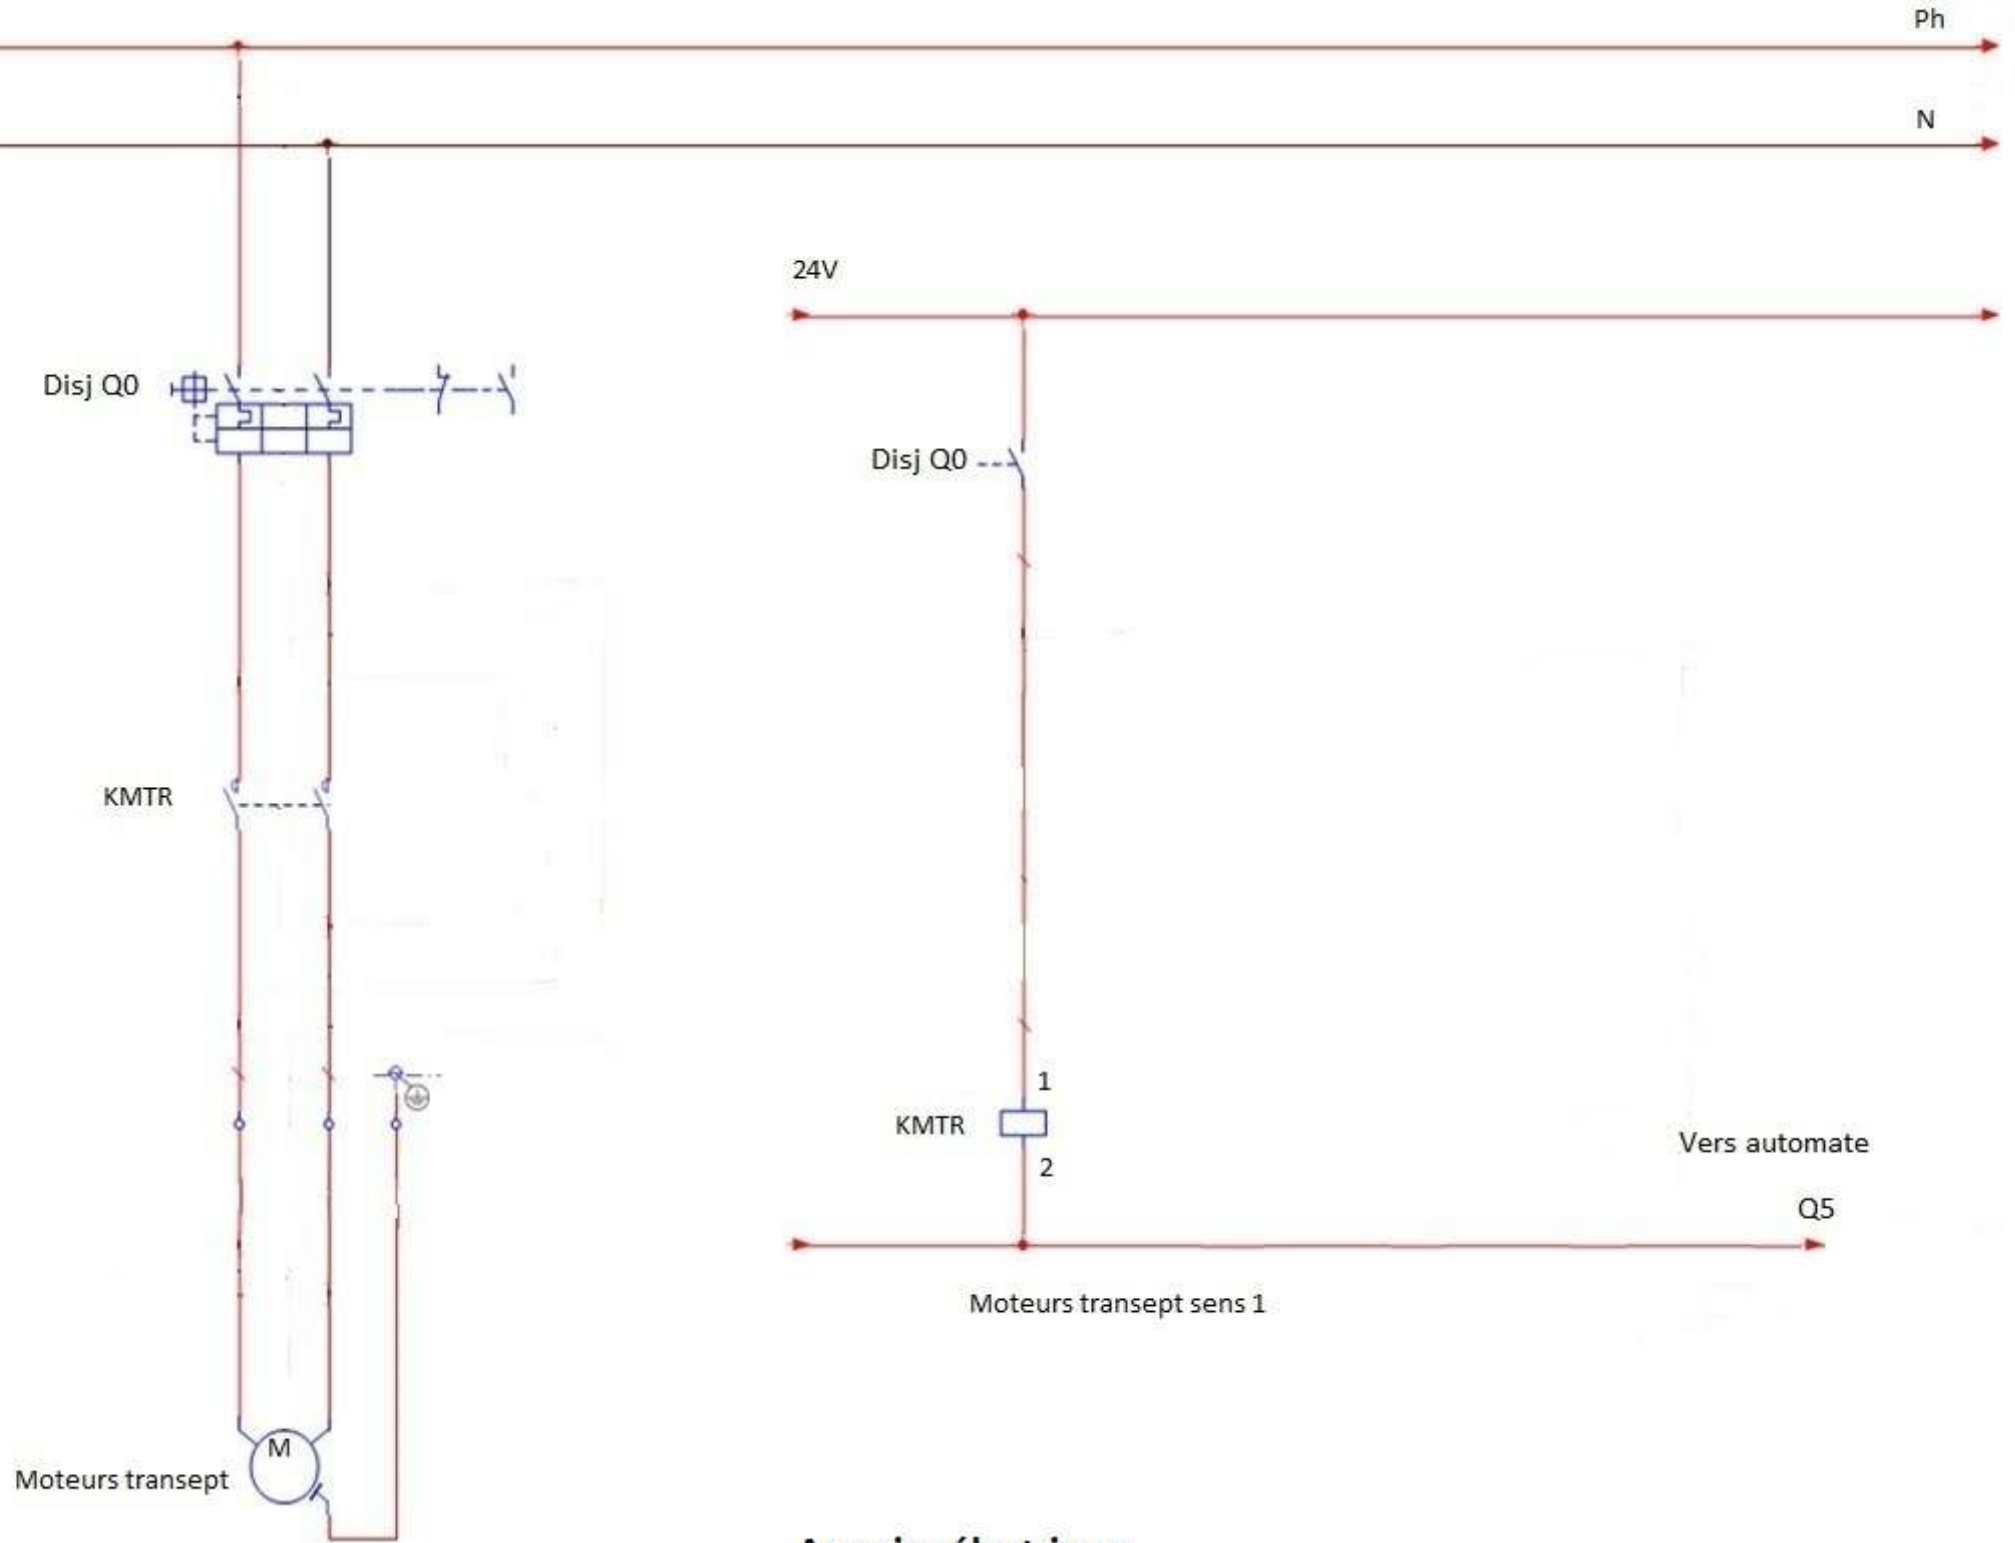 Ph
N
24V
Disj Q0
Disj Q0
KMTR
1
KMTR
2
Vers automate
Q5
Moteurs transept sens 1
M
Moteurs transept